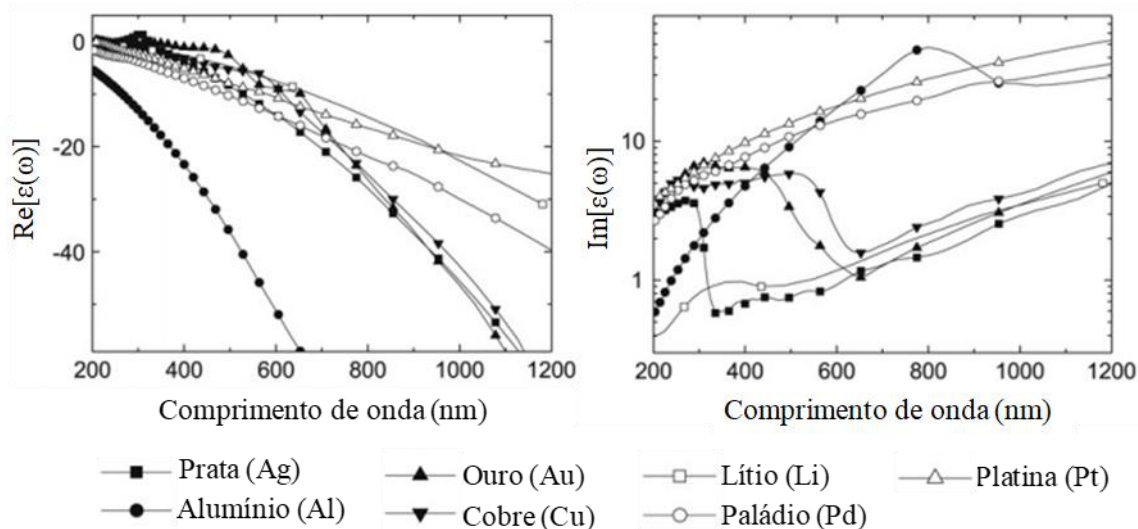 0
-20
-40
Re[ε(ω)]
200 400 600 800 1000 1200
Comprimento de onda (nm)
10
1
Im[ε(ω)]
200 400 600 800 1000 1200
Comprimento de onda (nm)
Prata (Ag) Ouro (Au) Lítio (Li) Platina (Pt)
Alumínio (Al) Cobre (Cu) Paládio (Pd)